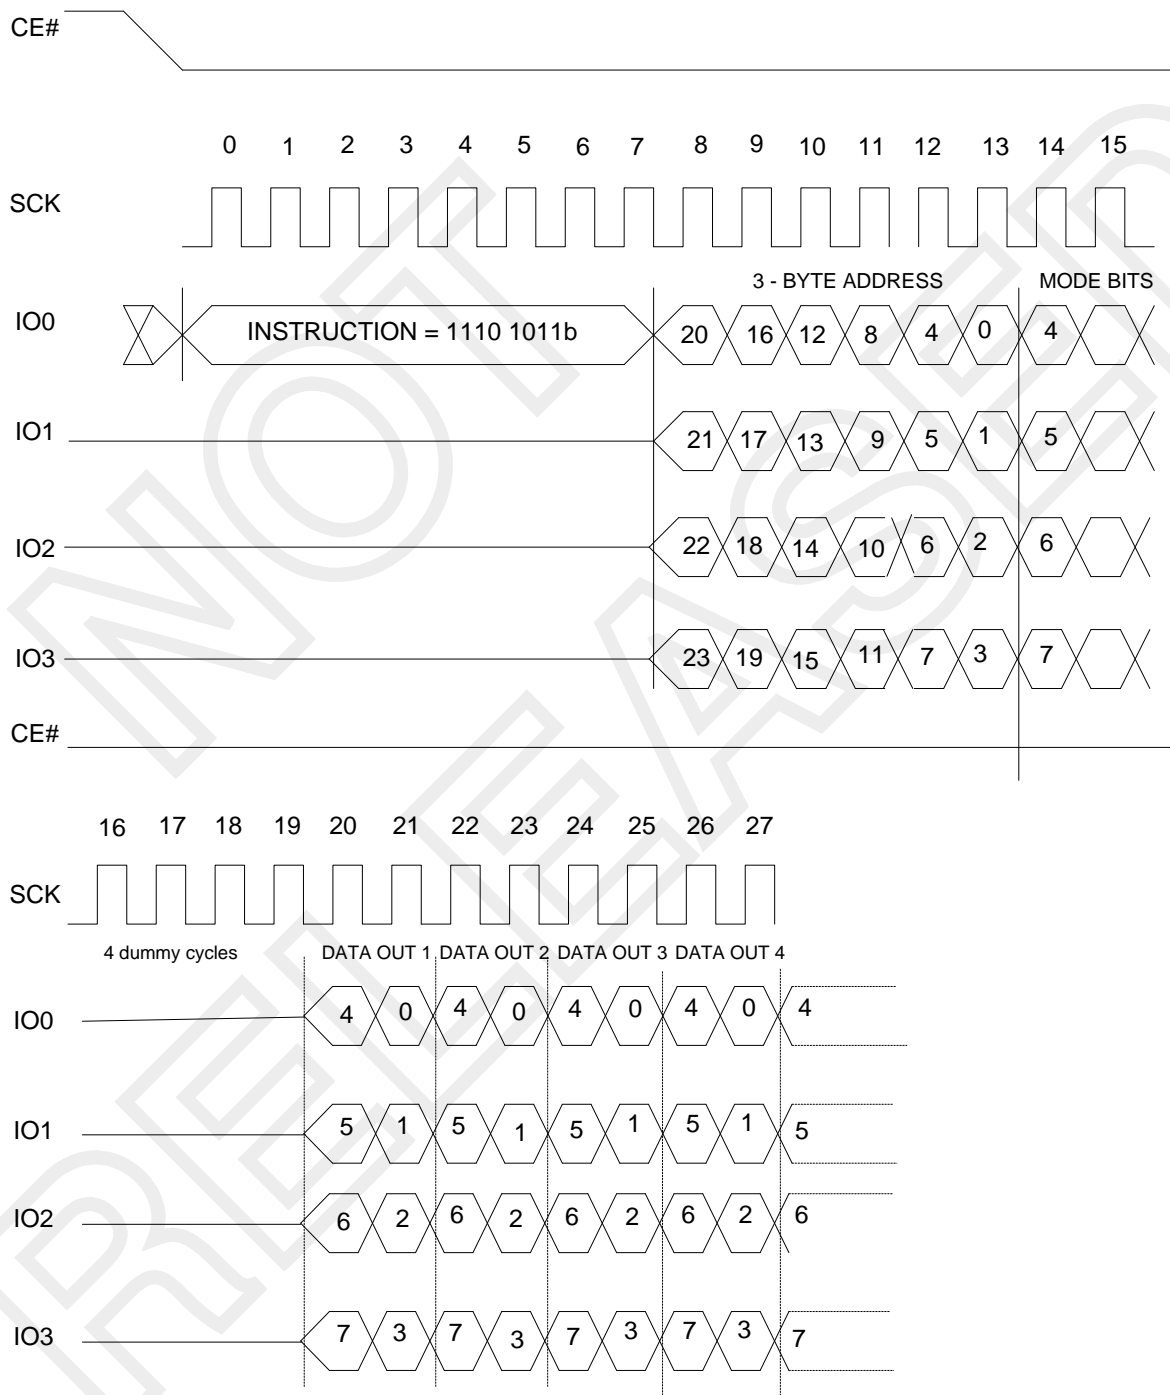 CE#
0 1 2 3 4 5 6 7 8 9 10 11 12 13 14 15
SCK
3 - BYTE ADDRESS MODE BITS
IO0 INSTRUCTION = 1110 1011b 20 16 12 8 4 0 4
IO1 21 17 13 9 5 1 5
IO2 22 18 14 10 6 2 6
IO3 23 19 15 11 7 3 7
CE#
16 17 18 19 20 21 22 23 24 25 26 27
SCK
4 dummy cycles DATA OUT 1 DATA OUT 2 DATA OUT 3 DATA OUT 4
IO0 4 0 4 0 4 0 4 0 4
IO1 5 1 5 1 5 1 5 1 5
IO2 6 2 6 2 6 2 6 2 6
IO3 7 3 7 3 7 3 7 3 7
NOT
RELEASED